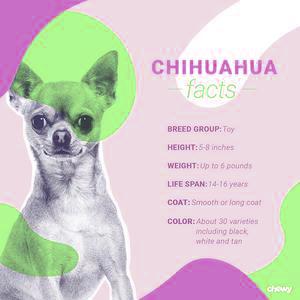 CHIHUAHUA
facts
BREED GROUP: Toy
HEIGHT: 5-8 inches
WEIGHT: Up to 6 pounds
LIFE SPAN: 14-16 years
COAT: Smooth or long coat
COLOR: About 30 varieties
including black,
white and tan
chewy